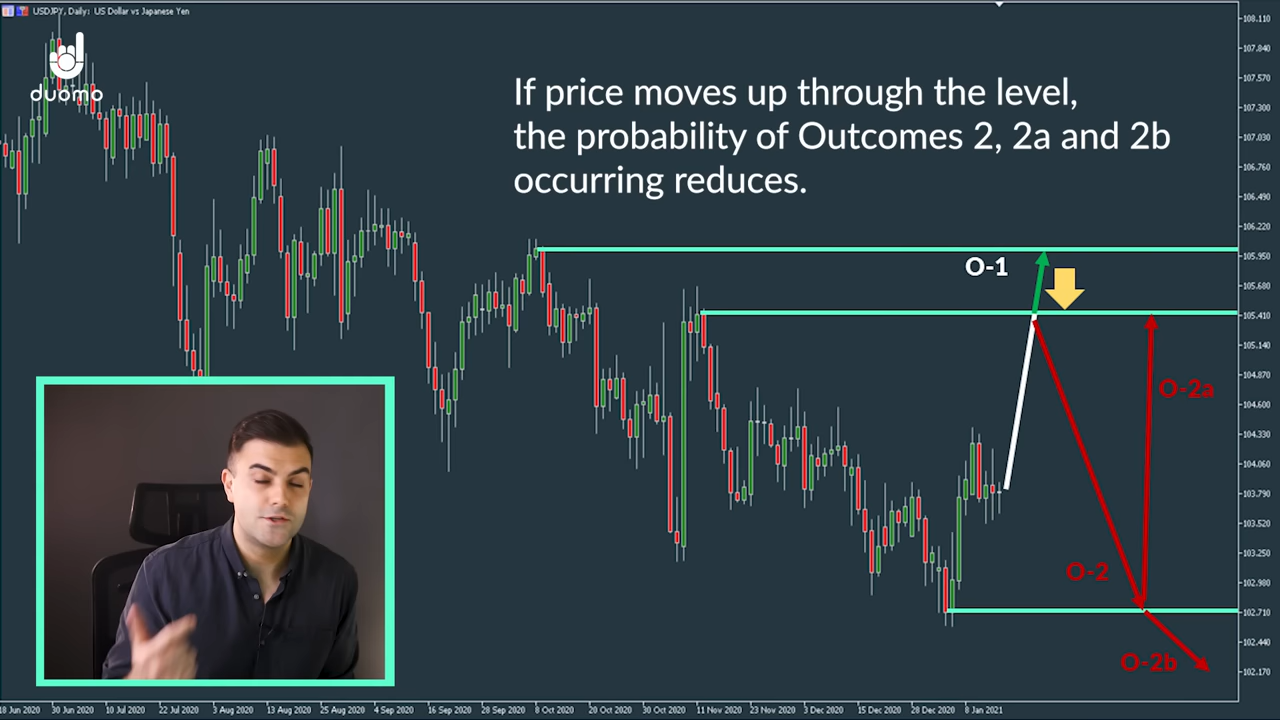 USDJPY, Daily: US Dollar vs Japanese Yen
duomo
If price moves up through the level,
the probability of Outcomes 2, 2a and 2b
occurring reduces.
O-1
O-2a
O-2
O-2b
108.110
107.840
107.570
107.300
107.030
106.760
106.490
106.220
105.950
105.680
105.410
105.140
104.870
104.600
104.330
104.060
103.790
103.520
103.250
102.980
102.710
102.440
102.170
18 Jun 2020 30 Jun 2020 10 Jul 2020 22 Jul 2020 3 Aug 2020 13 Aug 2020 25 Aug 2020 4 Sep 2020 16 Sep 2020 28 Sep 2020 8 Oct 2020 20 Oct 2020 30 Oct 2020 11 Nov 2020 23 Nov 2020 3 Dec 2020 15 Dec 2020 28 Dec 2020 8 Jan 2021